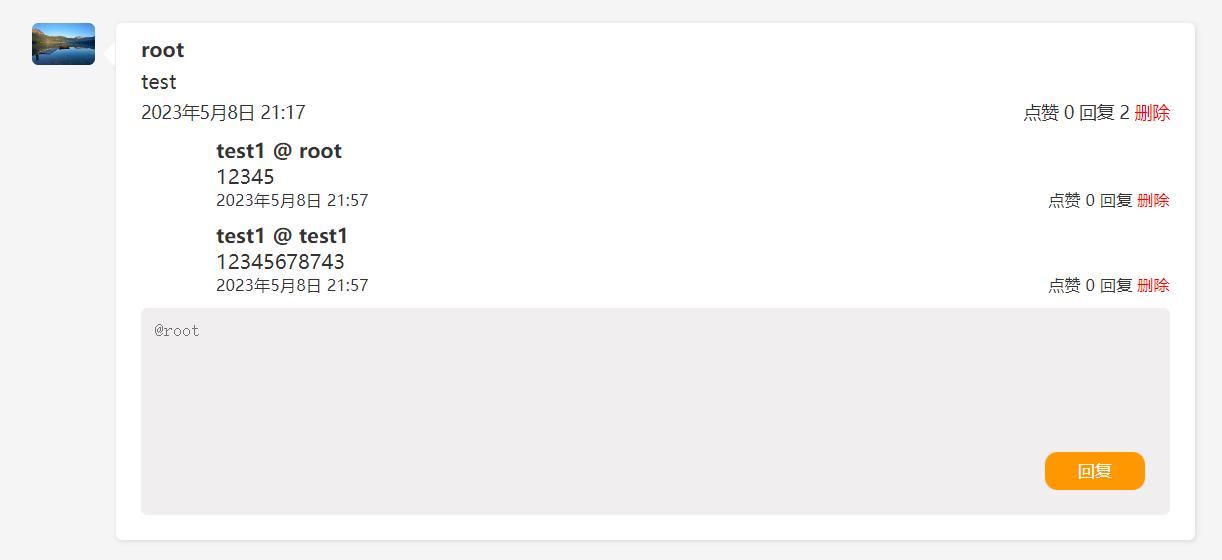 root
test
2023年5月8日 21:17 点赞 0 回复 2 删除
test1 @ root
12345
2023年5月8日 21:57 点赞 0 回复 删除
test1 @ test1
12345678743
2023年5月8日 21:57 点赞 0 回复 删除
@root
回复